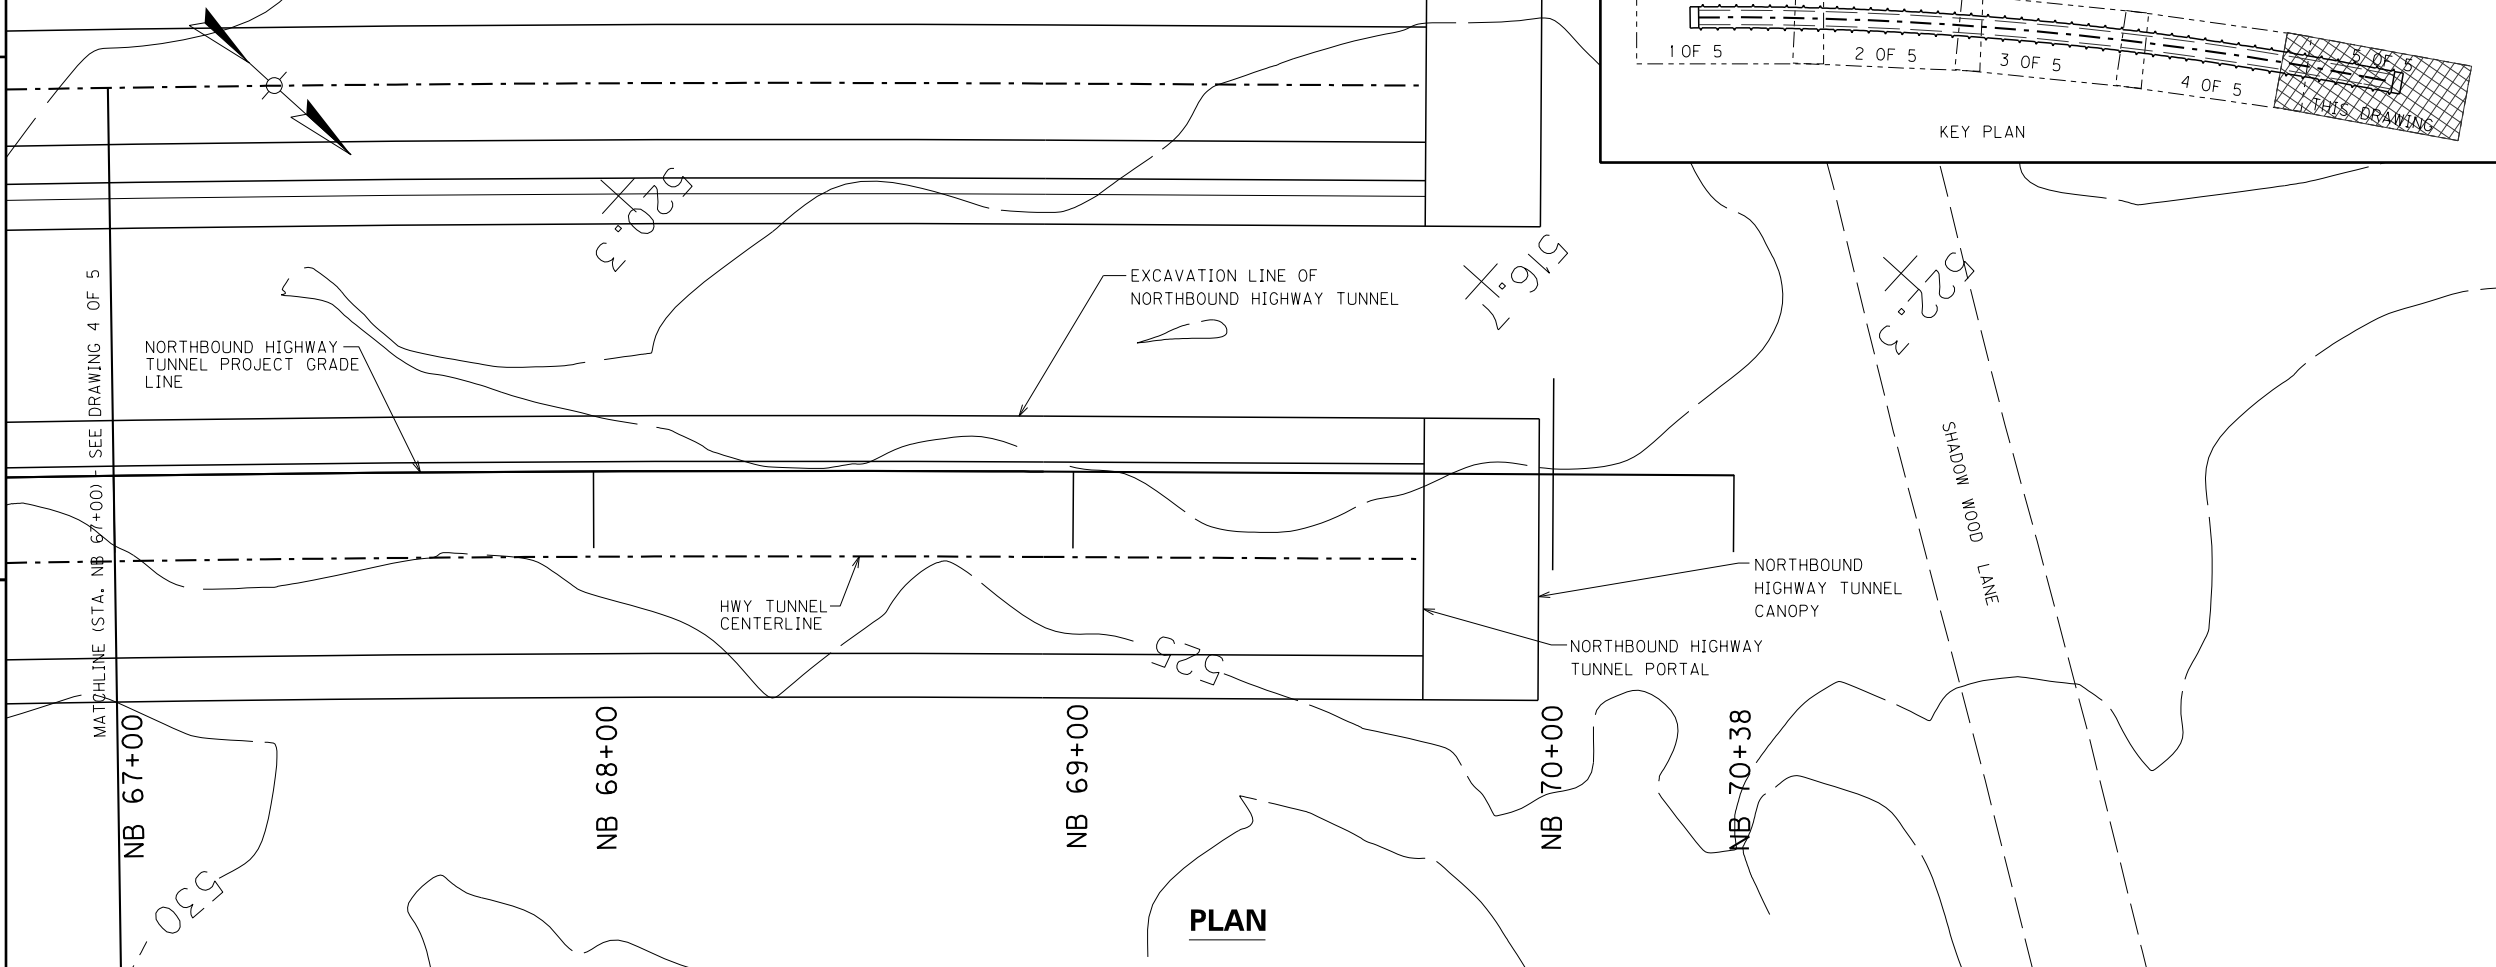 1 OF 5
2 OF 5
3 OF 5
4 OF 5
5 OF 5
THIS DRAWING
KEY PLAN
520.3
516.7
522.3
EXCAVATION LINE OF
NORTHBOUND HIGHWAY TUNNEL
NORTHBOUND HIGHWAY
TUNNEL PROJECT GRADE
LINE
MATCHLINE (STA. NB 67+00) - SEE DRAWING 4 OF 5
SHADOW WOOD LANE
HWY TUNNEL
CENTERLINE
NORTHBOUND
HIGHWAY TUNNEL
CANOPY
NORTHBOUND HIGHWAY
TUNNEL PORTAL
525
NB 67+00
NB 68+00
NB 69+00
NB 70+00
NB 70+38
530
PLAN